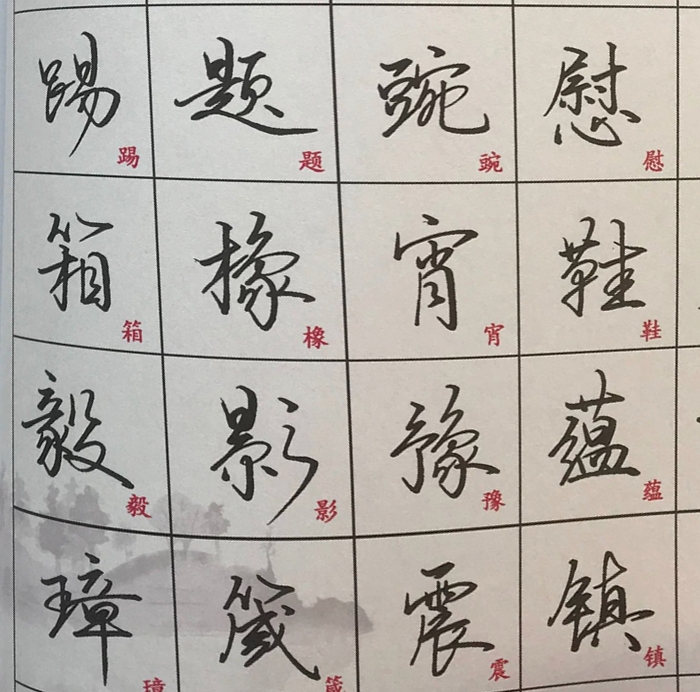 踢 题 豌 慰
踢 题 豌 慰
箱 橡 宵 鞋
箱 橡 宵 鞋
毅 影 豫 蕴
毅 影 豫 蕴
璋 箴 震 镇
璋 箴 震 镇